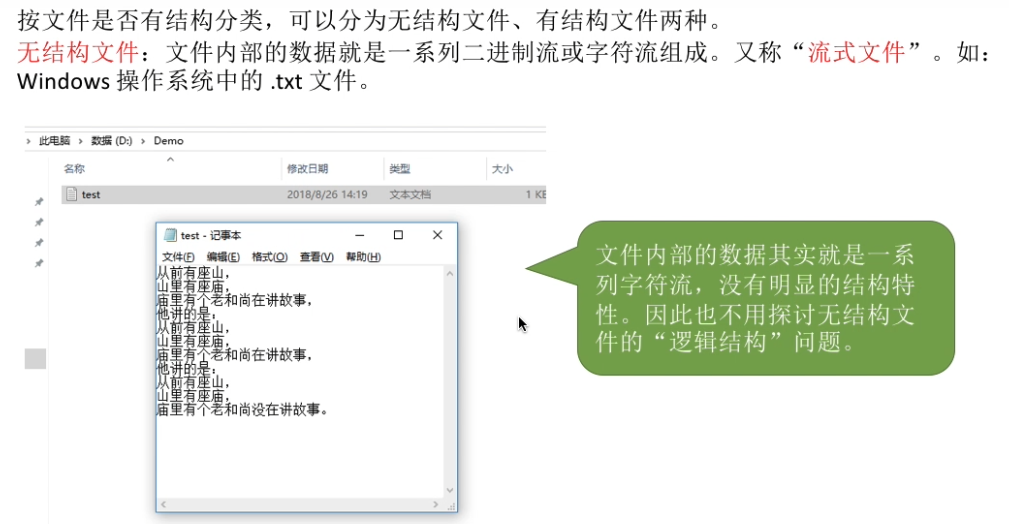 按文件是否有结构分类，可以分为无结构文件、有结构文件两种。
无结构文件：文件内部的数据就是一系列二进制流或字符流组成。又称“流式文件”。如：
Windows 操作系统中的 .txt 文件。
此电脑 › 数据 (D:) › Demo
名称 修改日期 类型 大小
test 2018/8/26 14:19 文本文档 1 KB
test - 记事本
文件(F) 编辑(E) 格式(O) 查看(V) 帮助(H)
从前有座山，
山里有座庙，
庙里有个老和尚在讲故事，
他讲的是：
从前有座山，
山里有座庙，
庙里有个老和尚在讲故事，
他讲的是：
从前有座山，
山里有座庙，
庙里有个老和尚没在讲故事。
文件内部的数据其实就是一系
列字符流，没有明显的结构特
性。因此也不用探讨无结构文
件的“逻辑结构”问题。